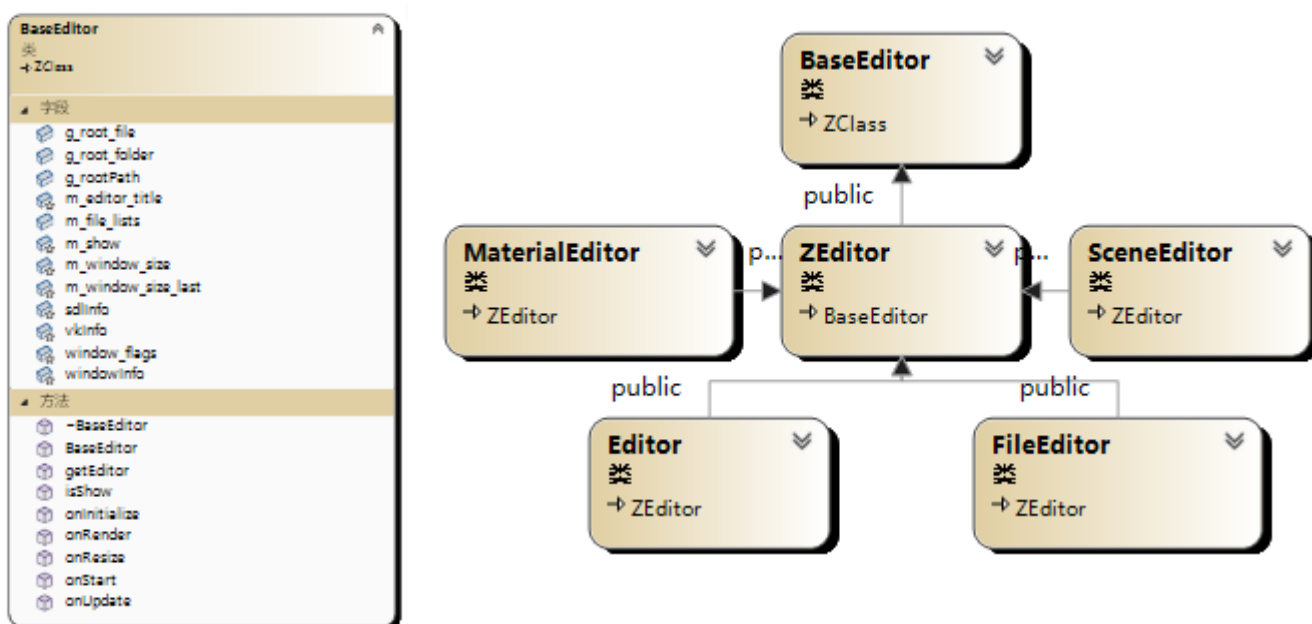 BaseEditor
类
ZClass
字段
g_root_file
g_root_folder
g_rootPath
m_editor_title
m_file_lists
m_show
m_window_size
m_window_size_last
sdlInfo
vkInfo
window_flags
windowInfo
方法
~BaseEditor
BaseEditor
getEditor
isShow
onInitialize
onRender
onResize
onStart
onUpdate
BaseEditor
类
ZClass
public
MaterialEditor
类
ZEditor
p...
ZEditor
类
BaseEditor
p...
SceneEditor
类
ZEditor
public
public
Editor
类
ZEditor
FileEditor
类
ZEditor